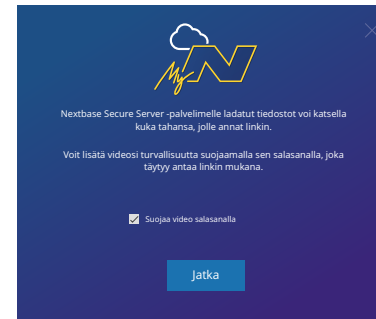 My N
Nextbase Secure Server -palvelimelle ladatut tiedostot voi katsella
kuka tahansa, jolle annat linkin.
Voit lisätä videosi turvallisuutta suojaamalla sen salasanalla, joka
täytyy antaa linkin mukana.
Suojaa video salasanalla
Jatka